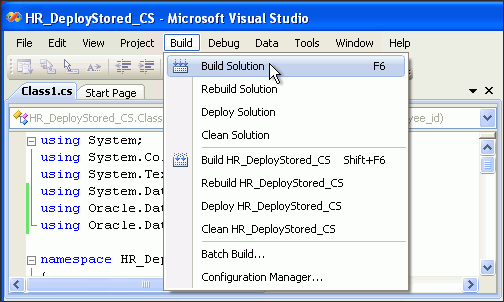 HR_DeployStored_CS - Microsoft Visual Studio
File Edit View Project Build Debug Data Tools Window Help
Class1.cs Start Page
HR_DeployStored_CS.Class yee_id)
Build Solution F6
Rebuild Solution
Deploy Solution
Clean Solution
Build HR_DeployStored_CS Shift+F6
Rebuild HR_DeployStored_CS
Deploy HR_DeployStored_CS
Clean HR_DeployStored_CS
Batch Build...
Configuration Manager...
using System;
using System.Co
using System.Tex
using System.Dat
using Oracle.Dat
using Oracle.Dat
namespace HR_Dep
{